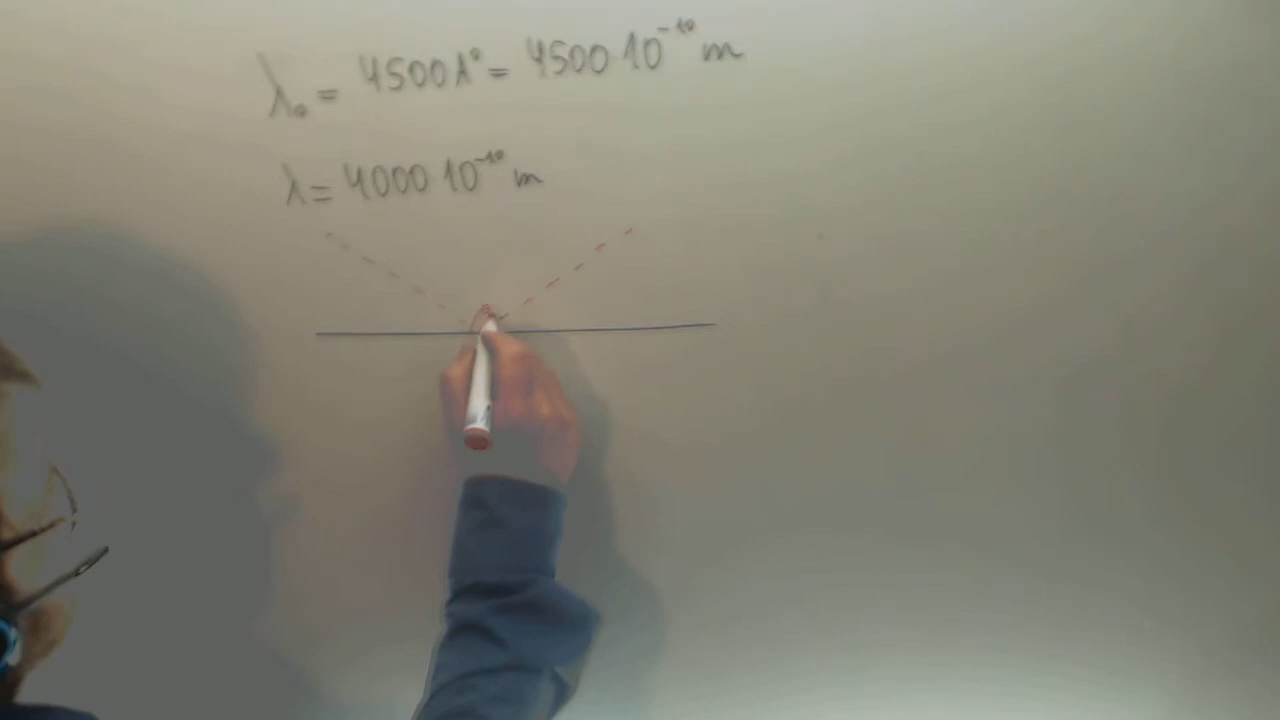 λ₀ = 4500 A° = 4500·10⁻¹⁰ m
λ = 4000·10⁻¹⁰ m